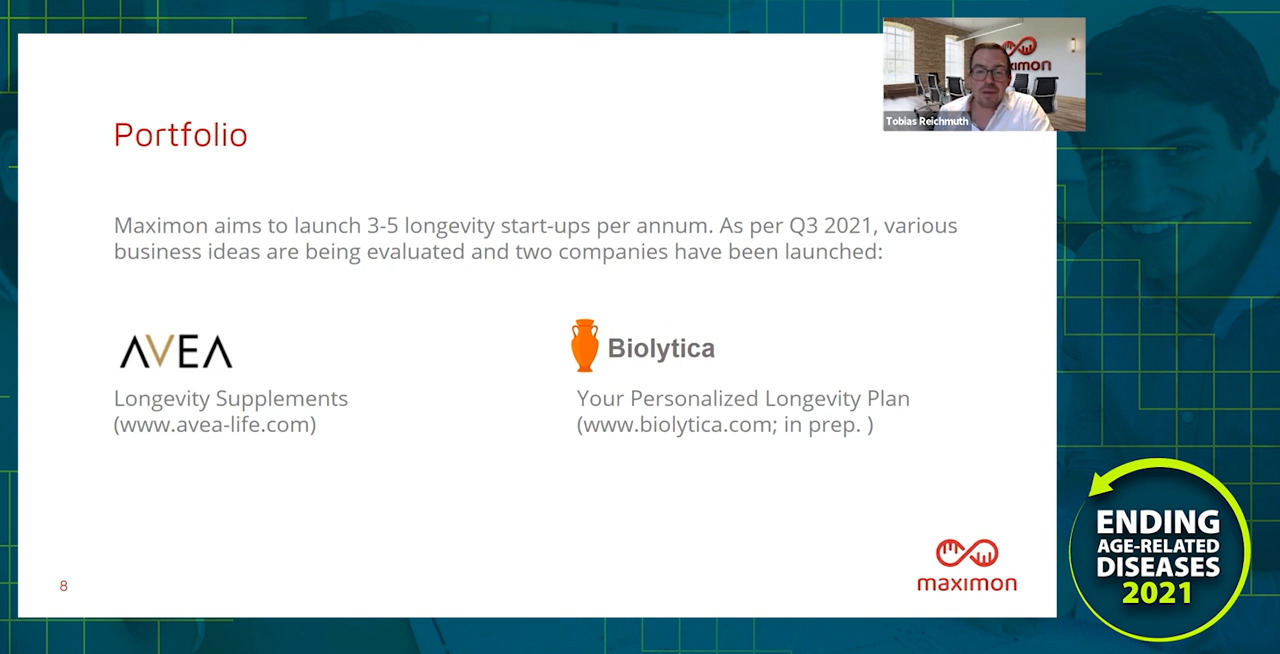 Portfolio
Maximon aims to launch 3-5 longevity start-ups per annum. As per Q3 2021, various
business ideas are being evaluated and two companies have been launched:
AVEA
Longevity Supplements
(www.avea-life.com)
Biolytica
Your Personalized Longevity Plan
(www.biolytica.com; in prep. )
8
maximon
Tobias Reichmuth
ENDING
AGE-RELATED
DISEASES
2021